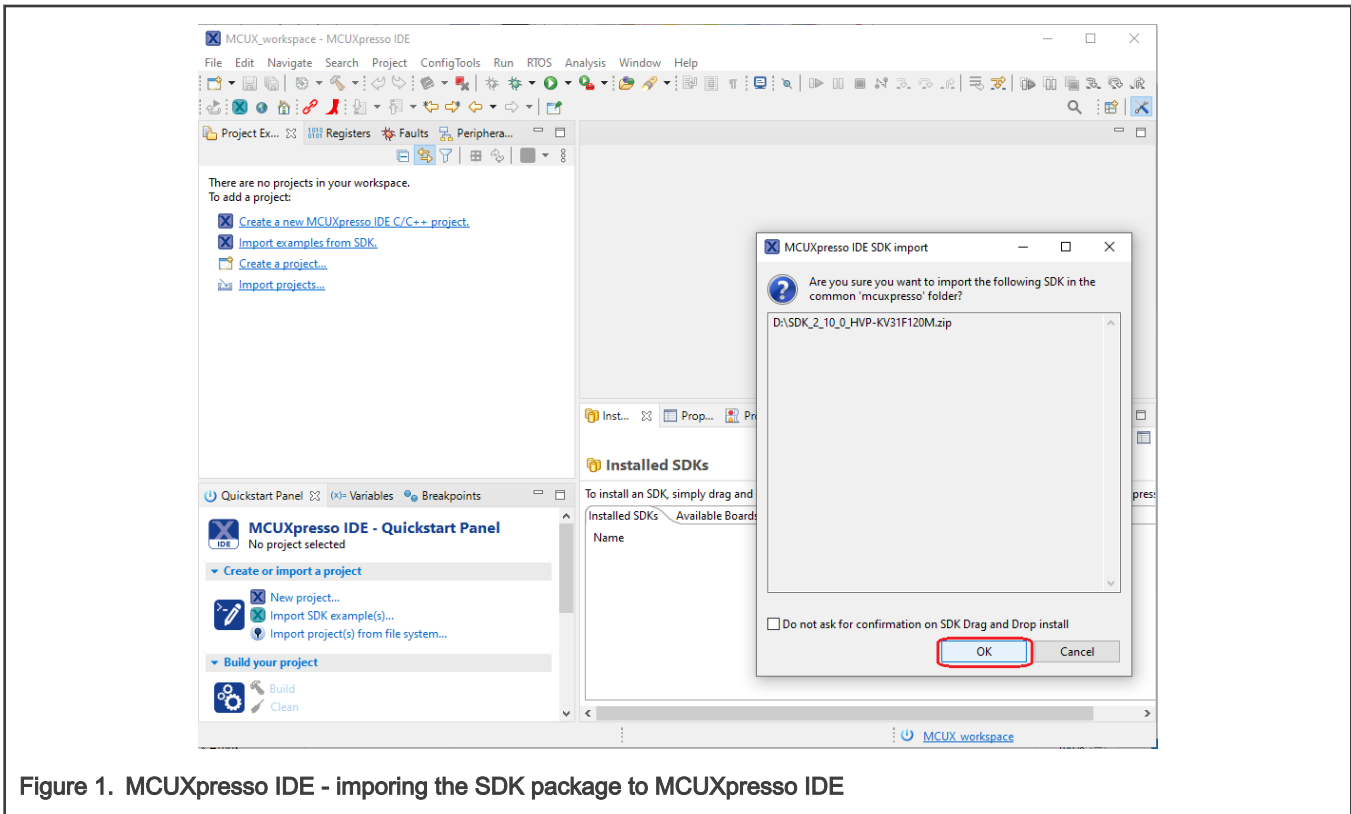 MCUX_workspace - MCUXpresso IDE
File Edit Navigate Search Project ConfigTools Run RTOS Analysis Window Help
Project Ex... Registers Faults Periphera...
There are no projects in your workspace.
To add a project:
Create a new MCUXpresso IDE C/C++ project.
Import examples from SDK.
Create a project...
Import projects...
MCUXpresso IDE SDK import
Are you sure you want to import the following SDK in the
common 'mcuxpresso' folder?
D:\SDK_2_10_0_HVP-KV31F120M.zip
Do not ask for confirmation on SDK Drag and Drop install
OK Cancel
Inst... Prop... Pr
Installed SDKs
To install an SDK, simply drag and
Installed SDKs Available Boards
Name
Quickstart Panel (x)= Variables Breakpoints
IDE
MCUXpresso IDE - Quickstart Panel
No project selected
Create or import a project
New project...
Import SDK example(s)...
Import project(s) from file system...
Build your project
Build
Clean
MCUX_workspace
Figure 1. MCUXpresso IDE - imporing the SDK package to MCUXpresso IDE